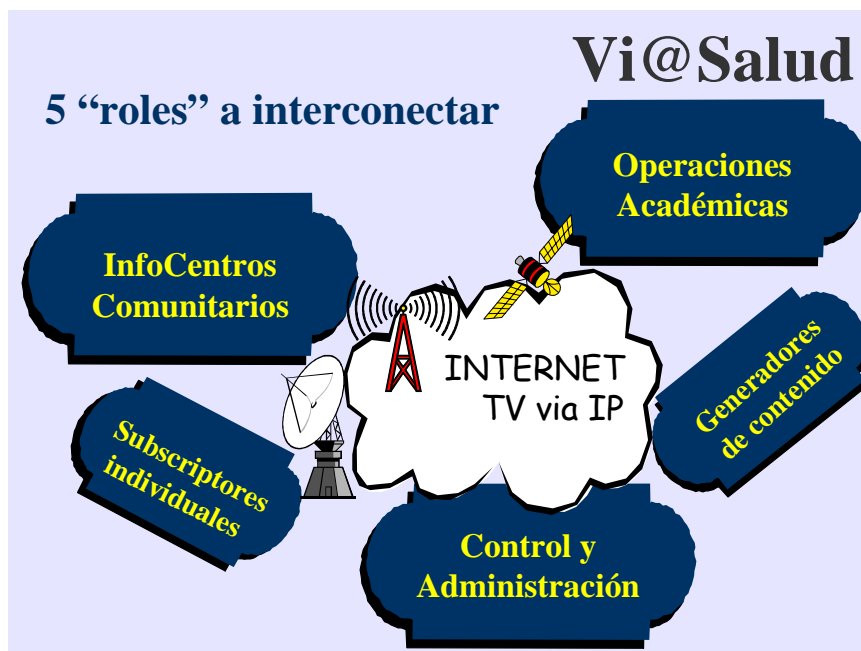 Vi@Salud
5 “roles” a interconectar
Operaciones
Académicas
InfoCentros
Comunitarios
INTERNET
TV via IP
Generadores
de contenido
Subscriptores
individuales
Control y
Administración